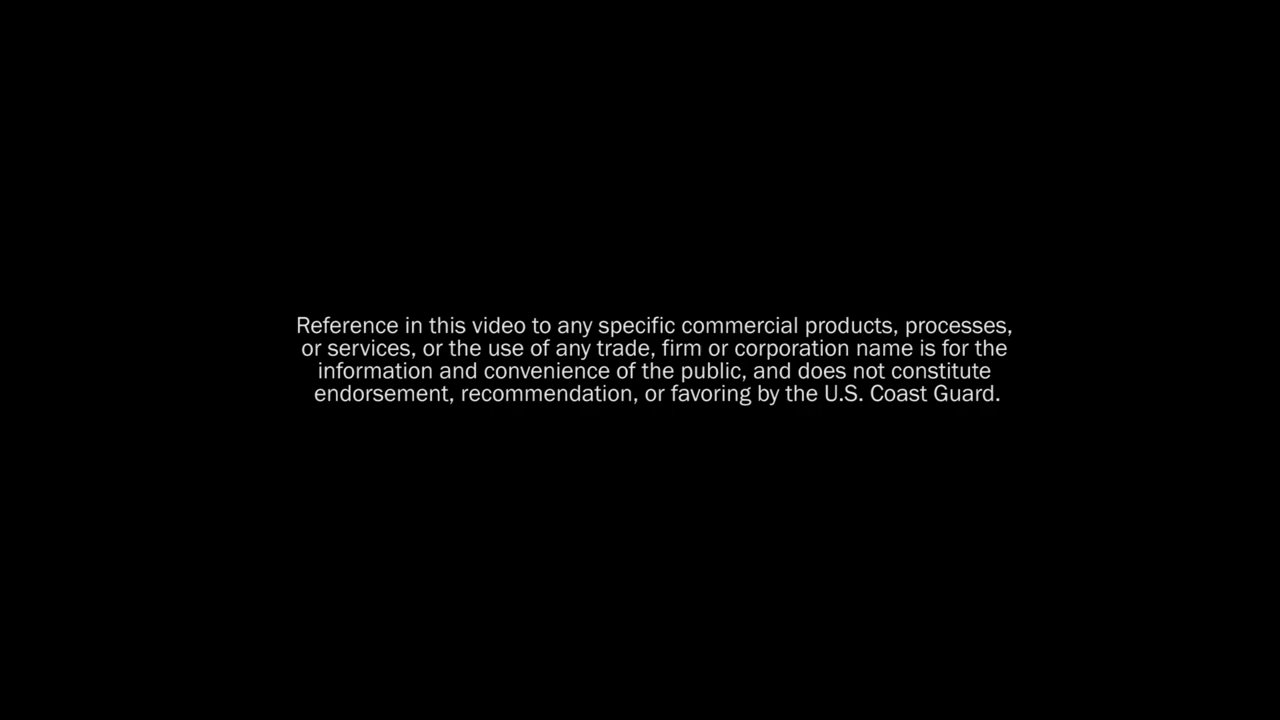 Reference in this video to any specific commercial products, processes,
or services, or the use of any trade, firm or corporation name is for the
information and convenience of the public, and does not constitute
endorsement, recommendation, or favoring by the U.S. Coast Guard.